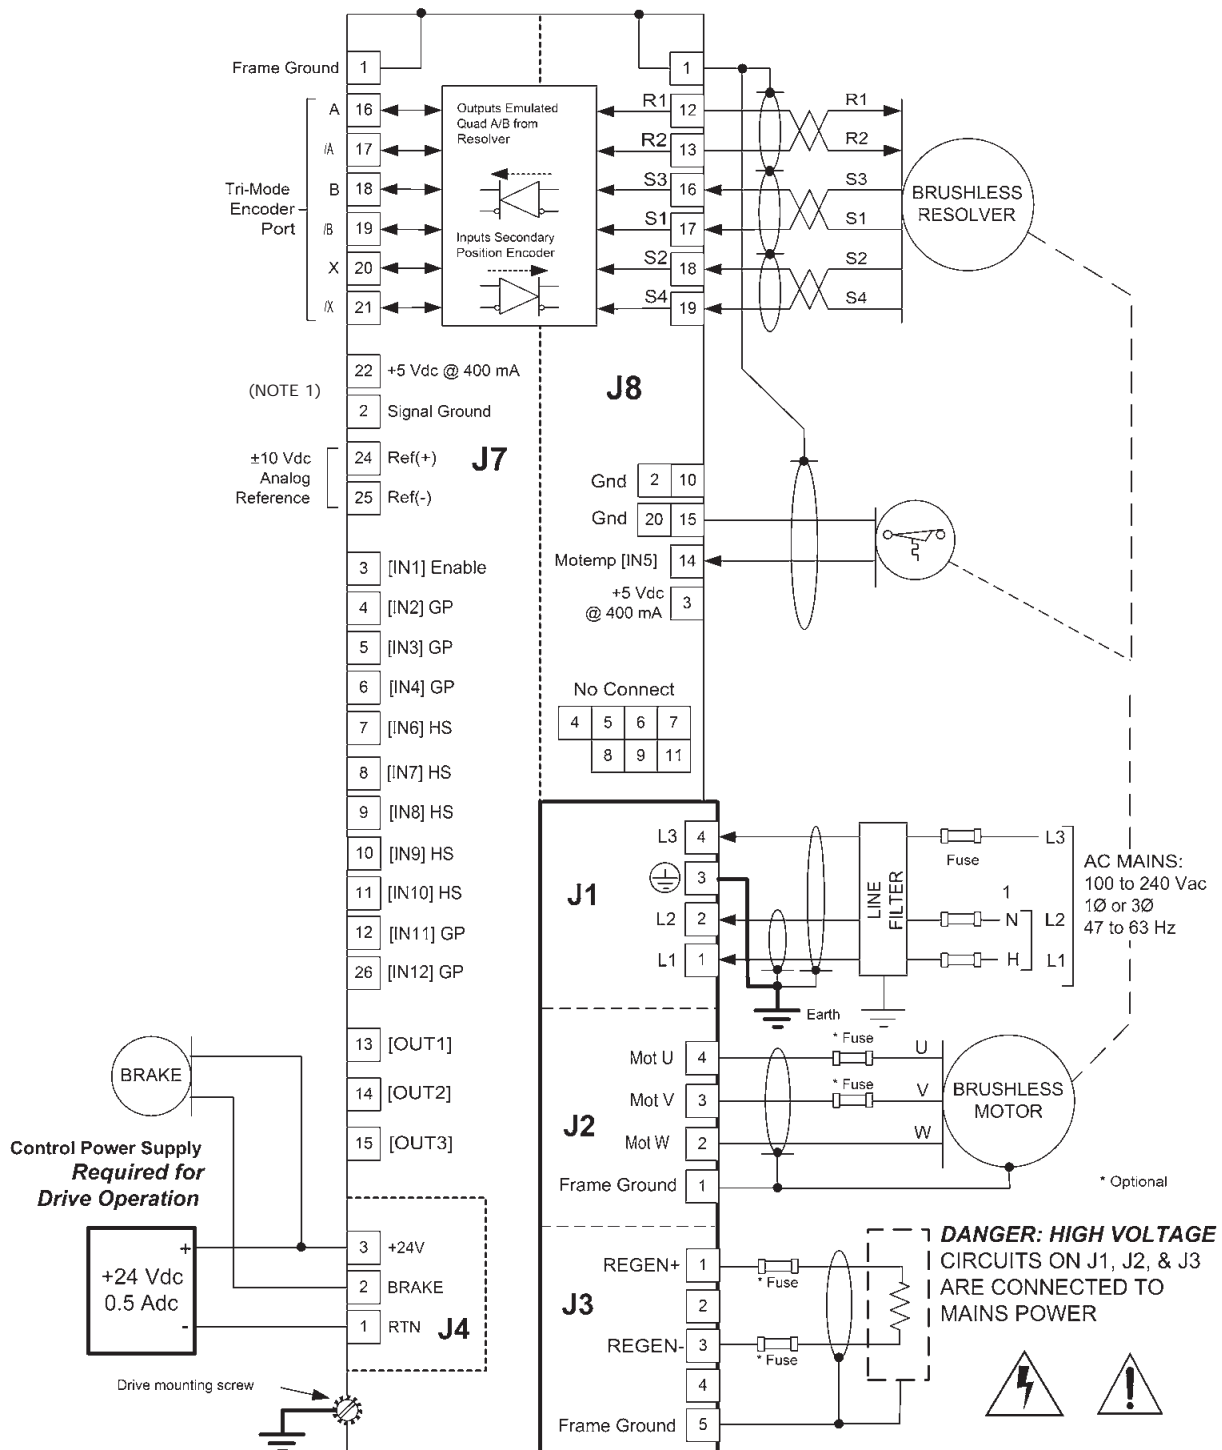 Frame Ground 1
1
A 16
Outputs Emulated
Quad A/B from
Resolver
R1 12 R1
/A 17
R2 13 R2
Tri-Mode
Encoder
Port
B 18
S3 16 S3
BRUSHLESS
RESOLVER
/B 19
S1 17 S1
Inputs Secondary
Position Encoder
X 20
S2 18 S2
/X 21
S4 19 S4
(NOTE 1)
22 +5 Vdc @ 400 mA
2 Signal Ground
J8
±10 Vdc
Analog
Reference
24 Ref(+)
25 Ref(-)
J7
Gnd 2 10
Gnd 20 15
Motemp [IN5] 14
+5 Vdc
@ 400 mA 3
3 [IN1] Enable
4 [IN2] GP
5 [IN3] GP
6 [IN4] GP
7 [IN6] HS
8 [IN7] HS
9 [IN8] HS
10 [IN9] HS
11 [IN10] HS
12 [IN11] GP
26 [IN12] GP
No Connect
4 5 6 7
8 9 11
J1
L3 4
3
L2 2
L1 1
LINE
FILTER
Fuse
L3
1
N L2
H L1
AC MAINS:
100 to 240 Vac
1Ø or 3Ø
47 to 63 Hz
Earth
13 [OUT1]
14 [OUT2]
15 [OUT3]
BRAKE
J2
Mot U 4
* Fuse
U
Mot V 3
* Fuse
V
Mot W 2
W
Frame Ground 1
BRUSHLESS
MOTOR
* Optional
Control Power Supply
Required for
Drive Operation
+
+24 Vdc
0.5 Adc
-
3 +24V
2 BRAKE
1 RTN
J4
Drive mounting screw
J3
REGEN+ 1
* Fuse
2
REGEN- 3
* Fuse
4
Frame Ground 5
DANGER: HIGH VOLTAGE
CIRCUITS ON J1, J2, & J3
ARE CONNECTED TO
MAINS POWER
!